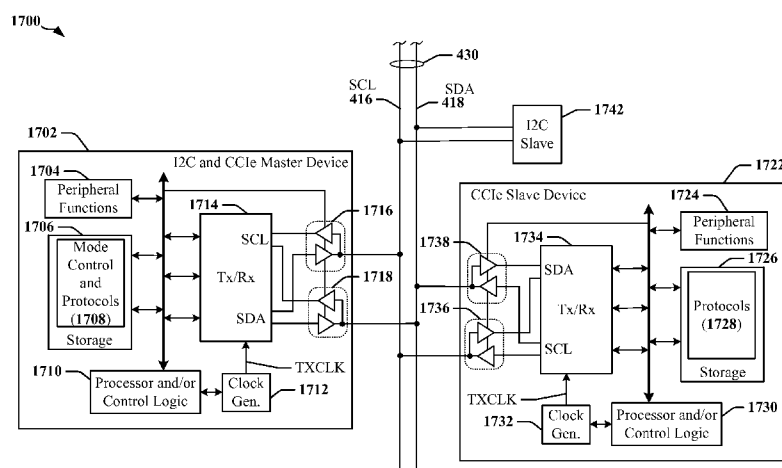 1700
430
SCL
416
SDA
418
1742
I2C
Slave
1702
I2C and CCIe Master Device
1704
Peripheral
Functions
1706
Mode
Control
and
Protocols
(1708)
Storage
1714
SCL
Tx/Rx
SDA
1716
1718
TXCLK
1710
Processor and/or
Control Logic
Clock
Gen.
1712
1722
CCIe Slave Device
1724
Peripheral
Functions
1726
Protocols
(1728)
Storage
1738
1734
SDA
Tx/Rx
SCL
1736
TXCLK
1732
Clock
Gen.
Processor and/or
Control Logic
1730